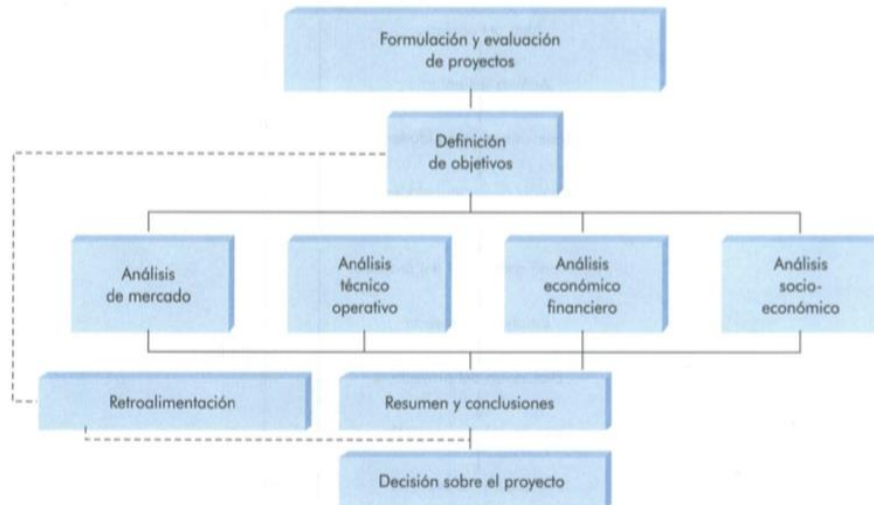 Formulación y evaluación
de proyectos
Definición
de objetivos
Análisis
de mercado
Análisis
técnico
operativo
Análisis
económico
financiero
Análisis
socio-
económico
Retroalimentación
Resumen y conclusiones
Decisión sobre el proyecto